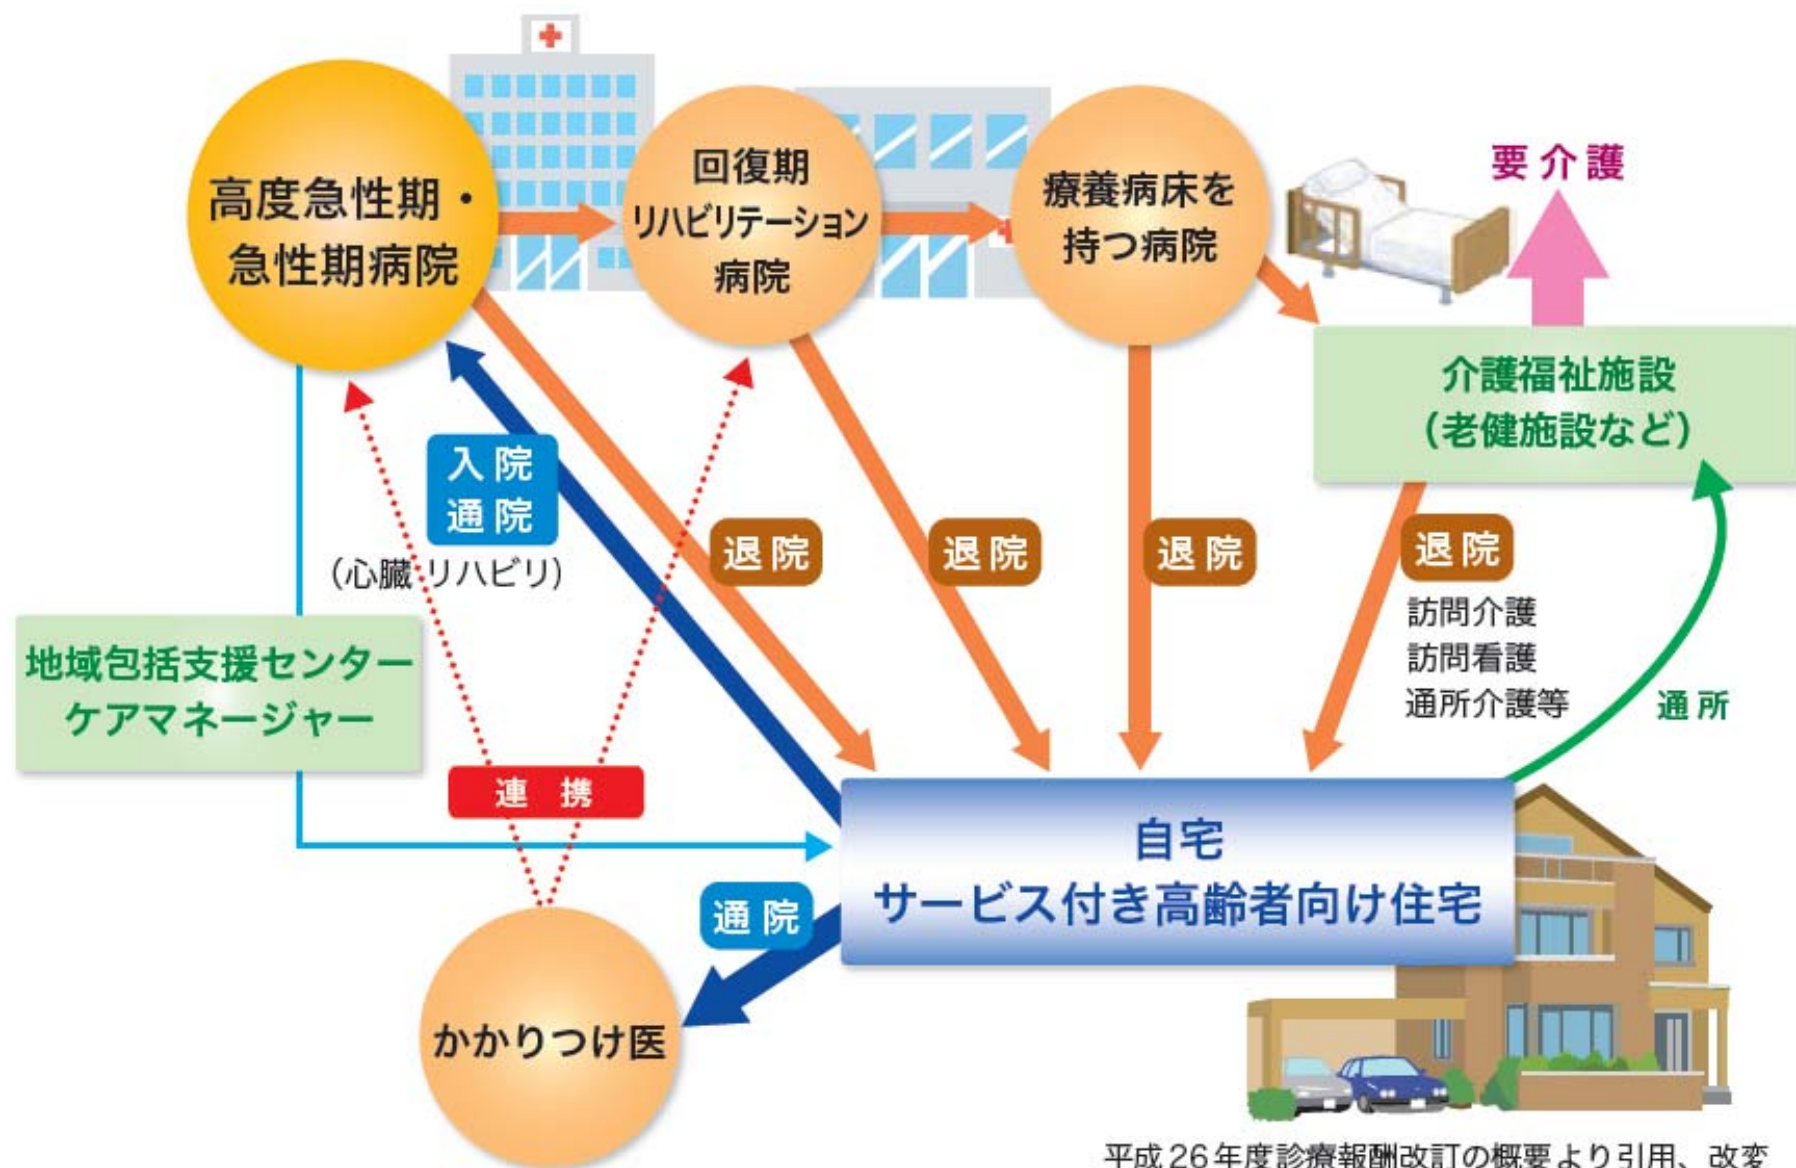 高度急性期・
急性期病院
回復期
リハビリテーション
病院
療養病床を
持つ病院
要介護
介護福祉施設
(老健施設など)
入院
通院
(心臓リハビリ)
退院
退院
退院
退院
訪問介護
訪問看護
通所介護等
通所
地域包括支援センター
ケアマネージャー
連携
自宅
サービス付き高齢者向け住宅
通院
かかりつけ医
平成26年度診療報酬改訂の概要より引用、改変